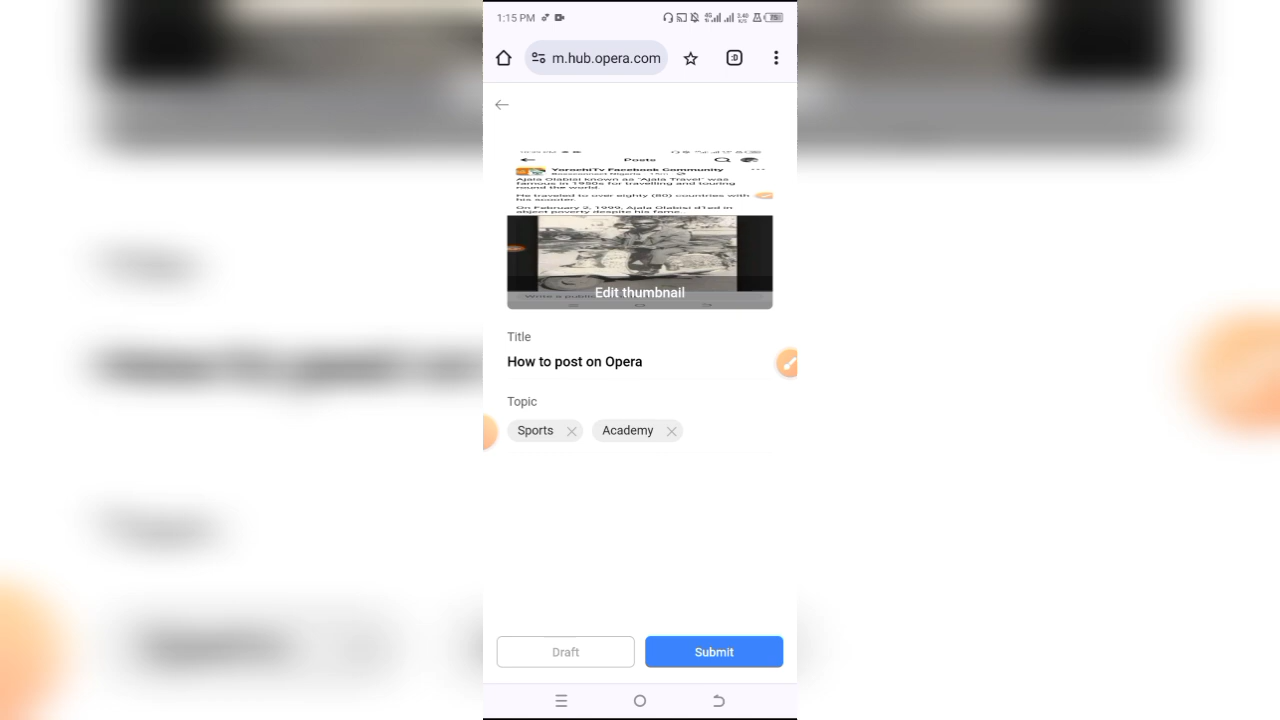 1:15 PM
m.hub.opera.com
:D
Posts
YorochiTv Facebook Community
Ajala Olabisi known as "Ajala Travel" was
famous in 1950s for travelling and touring
round the world.
He traveled to over eighty (80) countries with
his scooter.
On February 2, 1999, Ajala Olabisi d1ed in
abject poverty despite his fame.
Edit thumbnail
Title
How to post on Opera
Topic
Sports
Academy
Draft
Submit